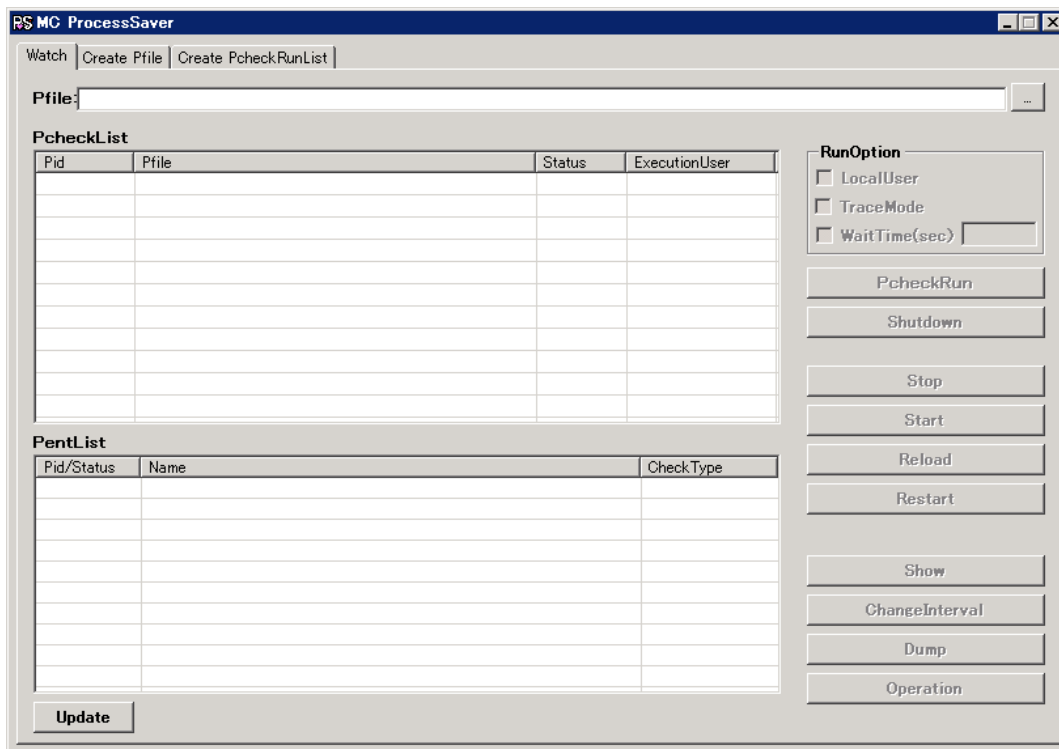 PS MC ProcessSaver
Watch Create Pfile Create PcheckRunList
Pfile: ...
PcheckList
Pid Pfile Status ExecutionUser
RunOption
LocalUser
TraceMode
WaitTime(sec)
PcheckRun
Shutdown
Stop
Start
Reload
Restart
PentList
Pid/Status Name CheckType
Show
ChangeInterval
Dump
Operation
Update